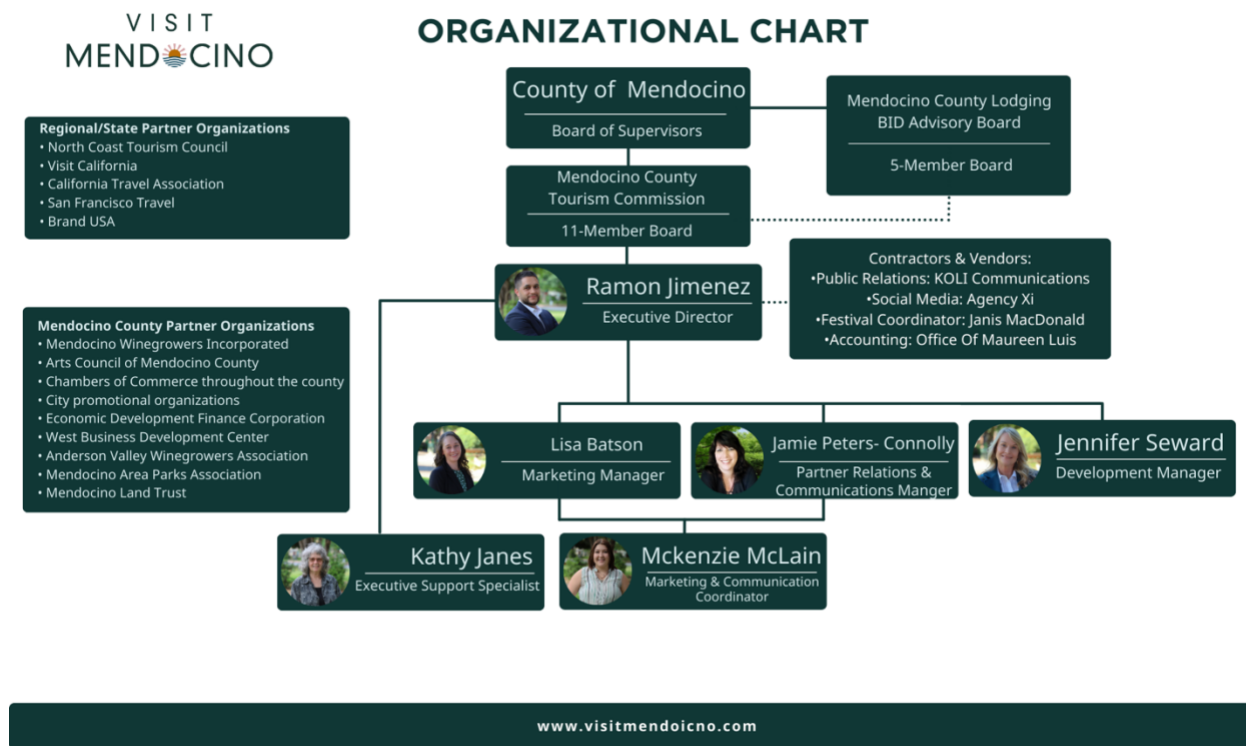 VISIT
MENDOCINO
ORGANIZATIONAL CHART
County of Mendocino
Board of Supervisors
Mendocino County Lodging
BID Advisory Board
5-Member Board
Regional/State Partner Organizations
• North Coast Tourism Council
• Visit California
• California Travel Association
• San Francisco Travel
• Brand USA
Mendocino County
Tourism Commission
11-Member Board
Ramon Jimenez
Executive Director
Contractors & Vendors:
•Public Relations: KOLI Communications
•Social Media: Agency Xi
•Festival Coordinator: Janis MacDonald
•Accounting: Office Of Maureen Luis
Mendocino County Partner Organizations
• Mendocino Winegrowers Incorporated
• Arts Council of Mendocino County
• Chambers of Commerce throughout the county
• City promotional organizations
• Economic Development Finance Corporation
• West Business Development Center
• Anderson Valley Winegrowers Association
• Mendocino Area Parks Association
• Mendocino Land Trust
Lisa Batson
Marketing Manager
Jamie Peters- Connolly
Partner Relations &
Communications Manger
Jennifer Seward
Development Manager
Kathy Janes
Executive Support Specialist
Mckenzie McLain
Marketing & Communication
Coordinator
www.visitmendoicno.com